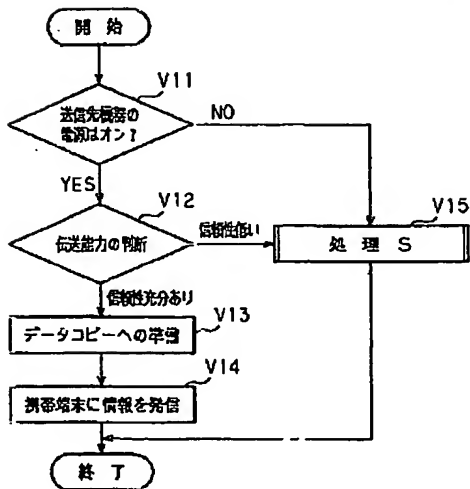 開始
V11
送信先機器の
電源はオン？
NO
YES
V12
V15
伝送能力の判断
信頼性低い
処理S
信頼性充分あり
データコピーへの準備
V13
V14
携帯端末に情報を発信
終了